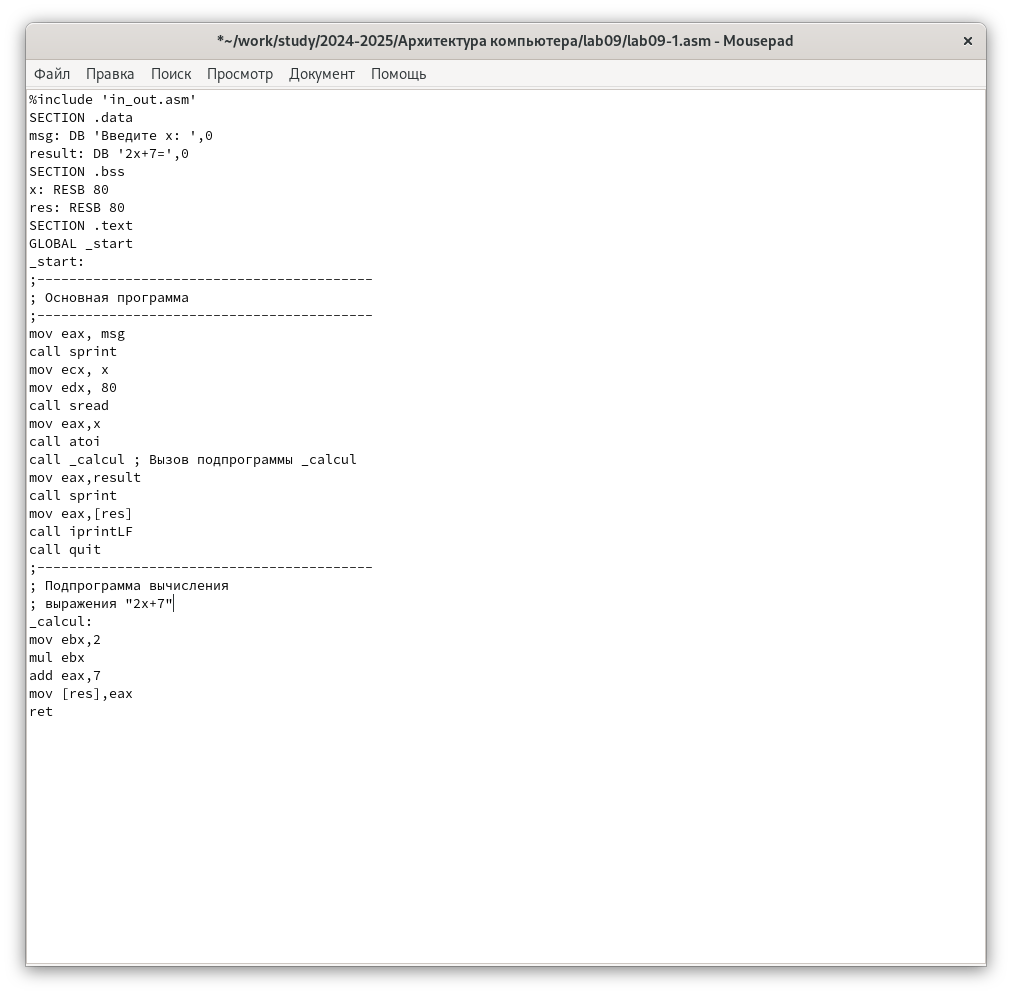 *~/work/study/2024-2025/Архитектура компьютера/lab09/lab09-1.asm - Mousepad ×
Файл Правка Поиск Просмотр Документ Помощь
%include 'in_out.asm'
SECTION .data
msg: DB 'Введите x: ',0
result: DB '2x+7=',0
SECTION .bss
x: RESB 80
res: RESB 80
SECTION .text
GLOBAL _start
_start:
;------------------------------------------
; Основная программа
;------------------------------------------
mov eax, msg
call sprint
mov ecx, x
mov edx, 80
call sread
mov eax,x
call atoi
call _calcul ; Вызов подпрограммы _calcul
mov eax,result
call sprint
mov eax,[res]
call iprintLF
call quit
;------------------------------------------
; Подпрограмма вычисления
; выражения "2x+7"
_calcul:
mov ebx,2
mul ebx
add eax,7
mov [res],eax
ret